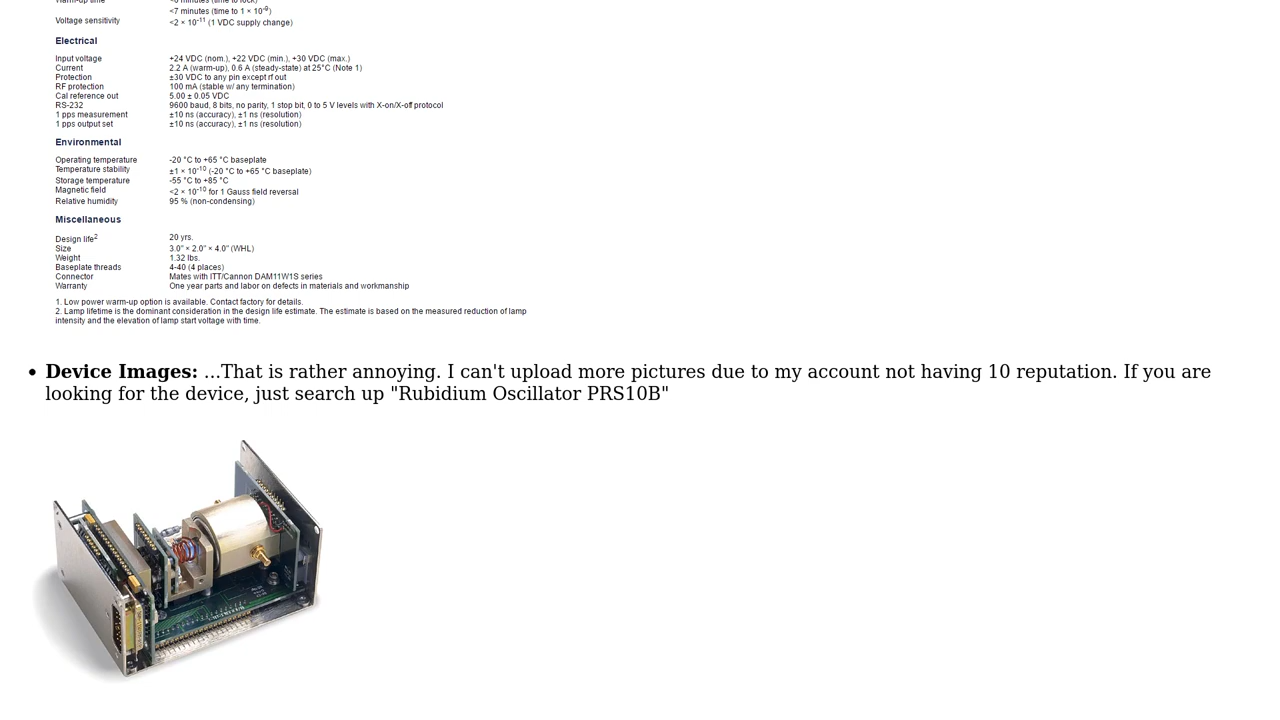 <7 minutes (time to 1 × 10⁻⁹)
Voltage sensitivity <2 × 10⁻¹¹ (1 VDC supply change)
Electrical
Input voltage +24 VDC (nom.), +22 VDC (min.), +30 VDC (max.)
Current 2.2 A (warm-up), 0.6 A (steady-state) at 25°C (Note 1)
Protection ±30 VDC to any pin except rf out
RF protection 100 mA (stable w/ any termination)
Cal reference out 5.00 ± 0.05 VDC
RS-232 9600 baud, 8 bits, no parity, 1 stop bit, 0 to 5 V levels with X-on/X-off protocol
1 pps measurement ±10 ns (accuracy), ±1 ns (resolution)
1 pps output set ±10 ns (accuracy), ±1 ns (resolution)
Environmental
Operating temperature -20 °C to +65 °C baseplate
Temperature stability ±1 × 10⁻¹⁰ (-20 °C to +65 °C baseplate)
Storage temperature -55 °C to +85 °C
Magnetic field <2 × 10⁻¹⁰ for 1 Gauss field reversal
Relative humidity 95 % (non-condensing)
Miscellaneous
Design life² 20 yrs.
Size 3.0" × 2.0" × 4.0" (WHL)
Weight 1.32 lbs.
Baseplate threads 4-40 (4 places)
Connector Mates with ITT/Cannon DAM11W1S series
Warranty One year parts and labor on defects in materials and workmanship
1. Low power warm-up option is available. Contact factory for details.
2. Lamp lifetime is the dominant consideration in the design life estimate. The estimate is based on the measured reduction of lamp
intensity and the elevation of lamp start voltage with time.
• Device Images: ...That is rather annoying. I can't upload more pictures due to my account not having 10 reputation. If you are
looking for the device, just search up "Rubidium Oscillator PRS10B"